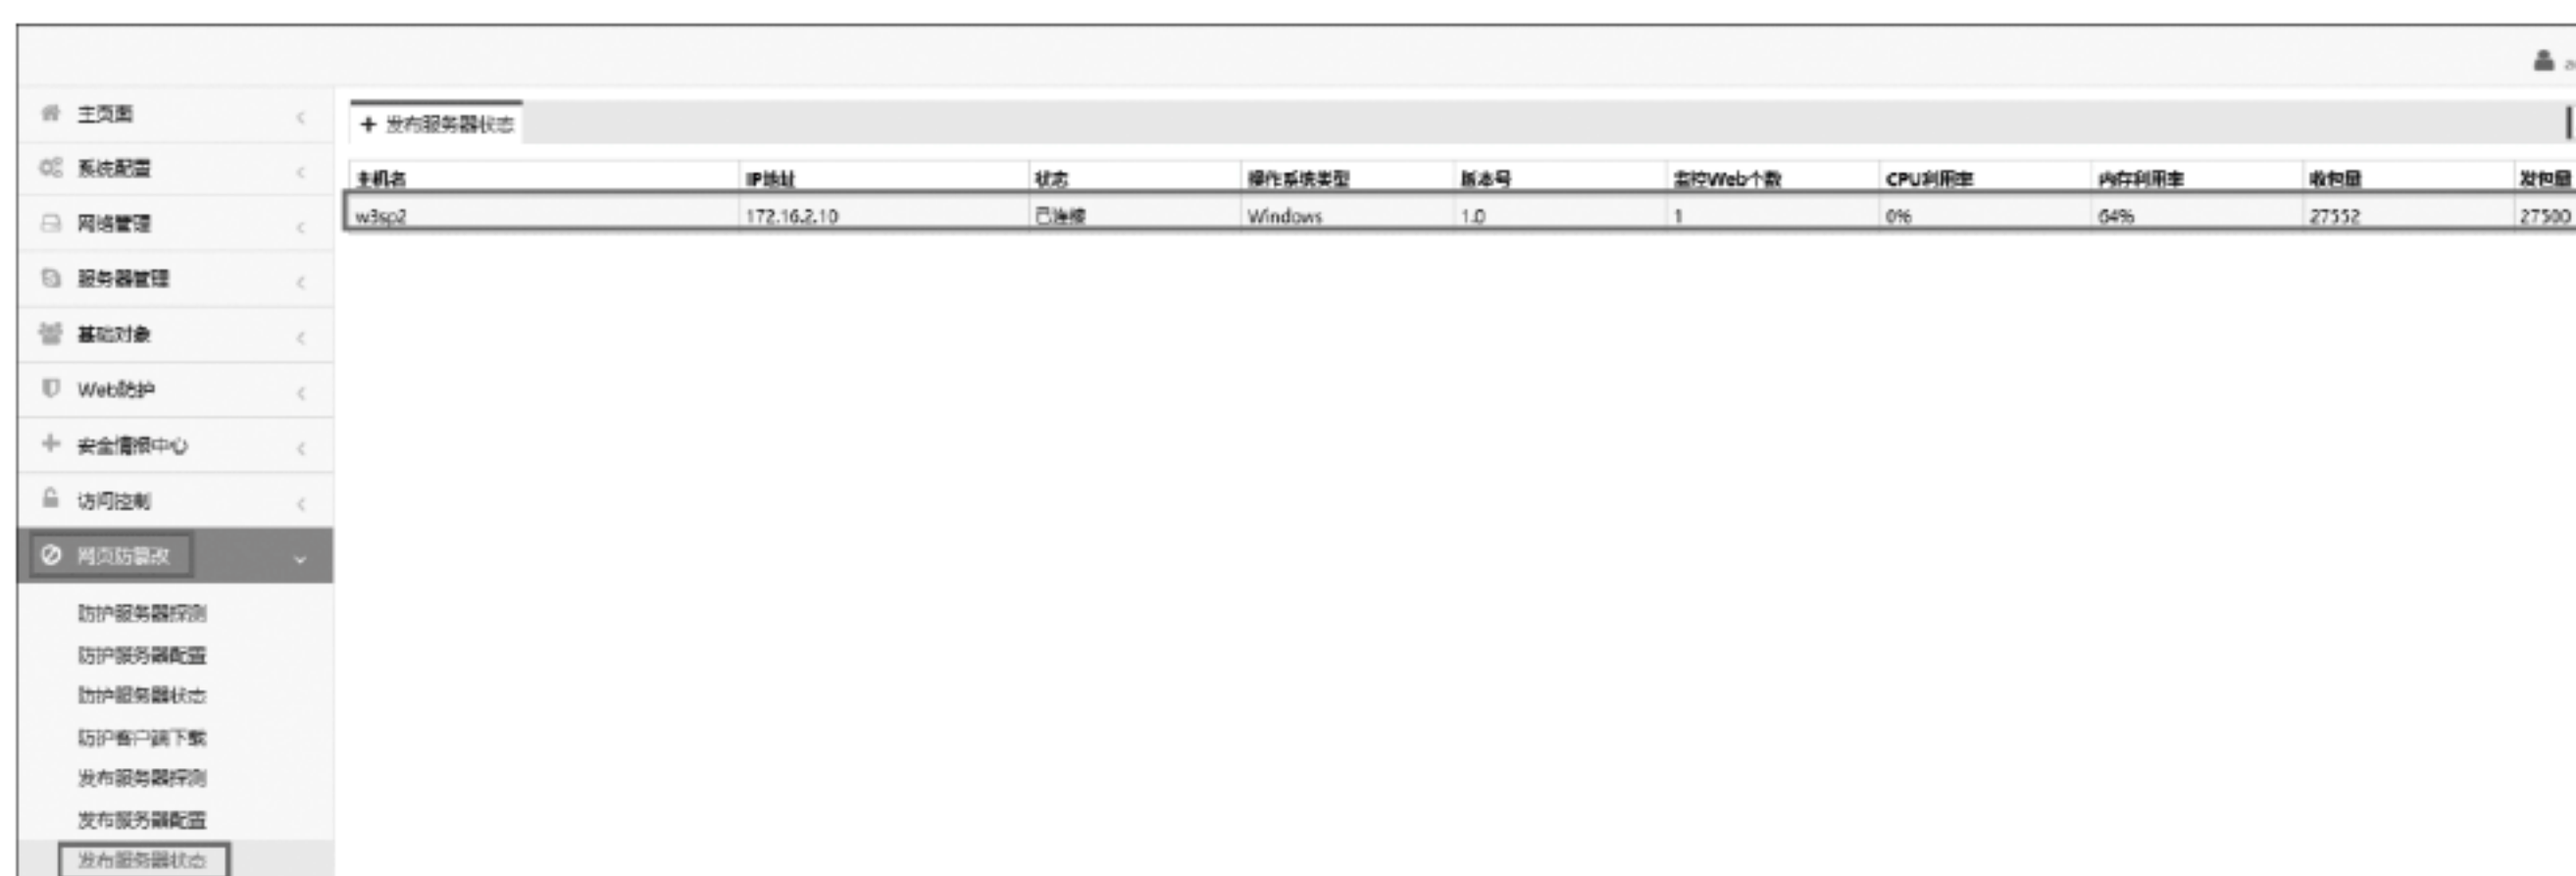 主页面
系统配置
网络管理
服务器管理
基础对象
Web防护
安全情报中心
访问控制
网页防篡改
防护服务器探测
防护服务器配置
防护服务器状态
防护客户端下载
发布服务器探测
发布服务器配置
发布服务器状态
+ 发布服务器状态
主机名 IP地址 状态 操作系统类型 版本号 监控Web个数 CPU利用率 内存利用率 收包量 发包量
w3sp2 172.16.2.10 已连接 Windows 1.0 1 0% 64% 27552 27500